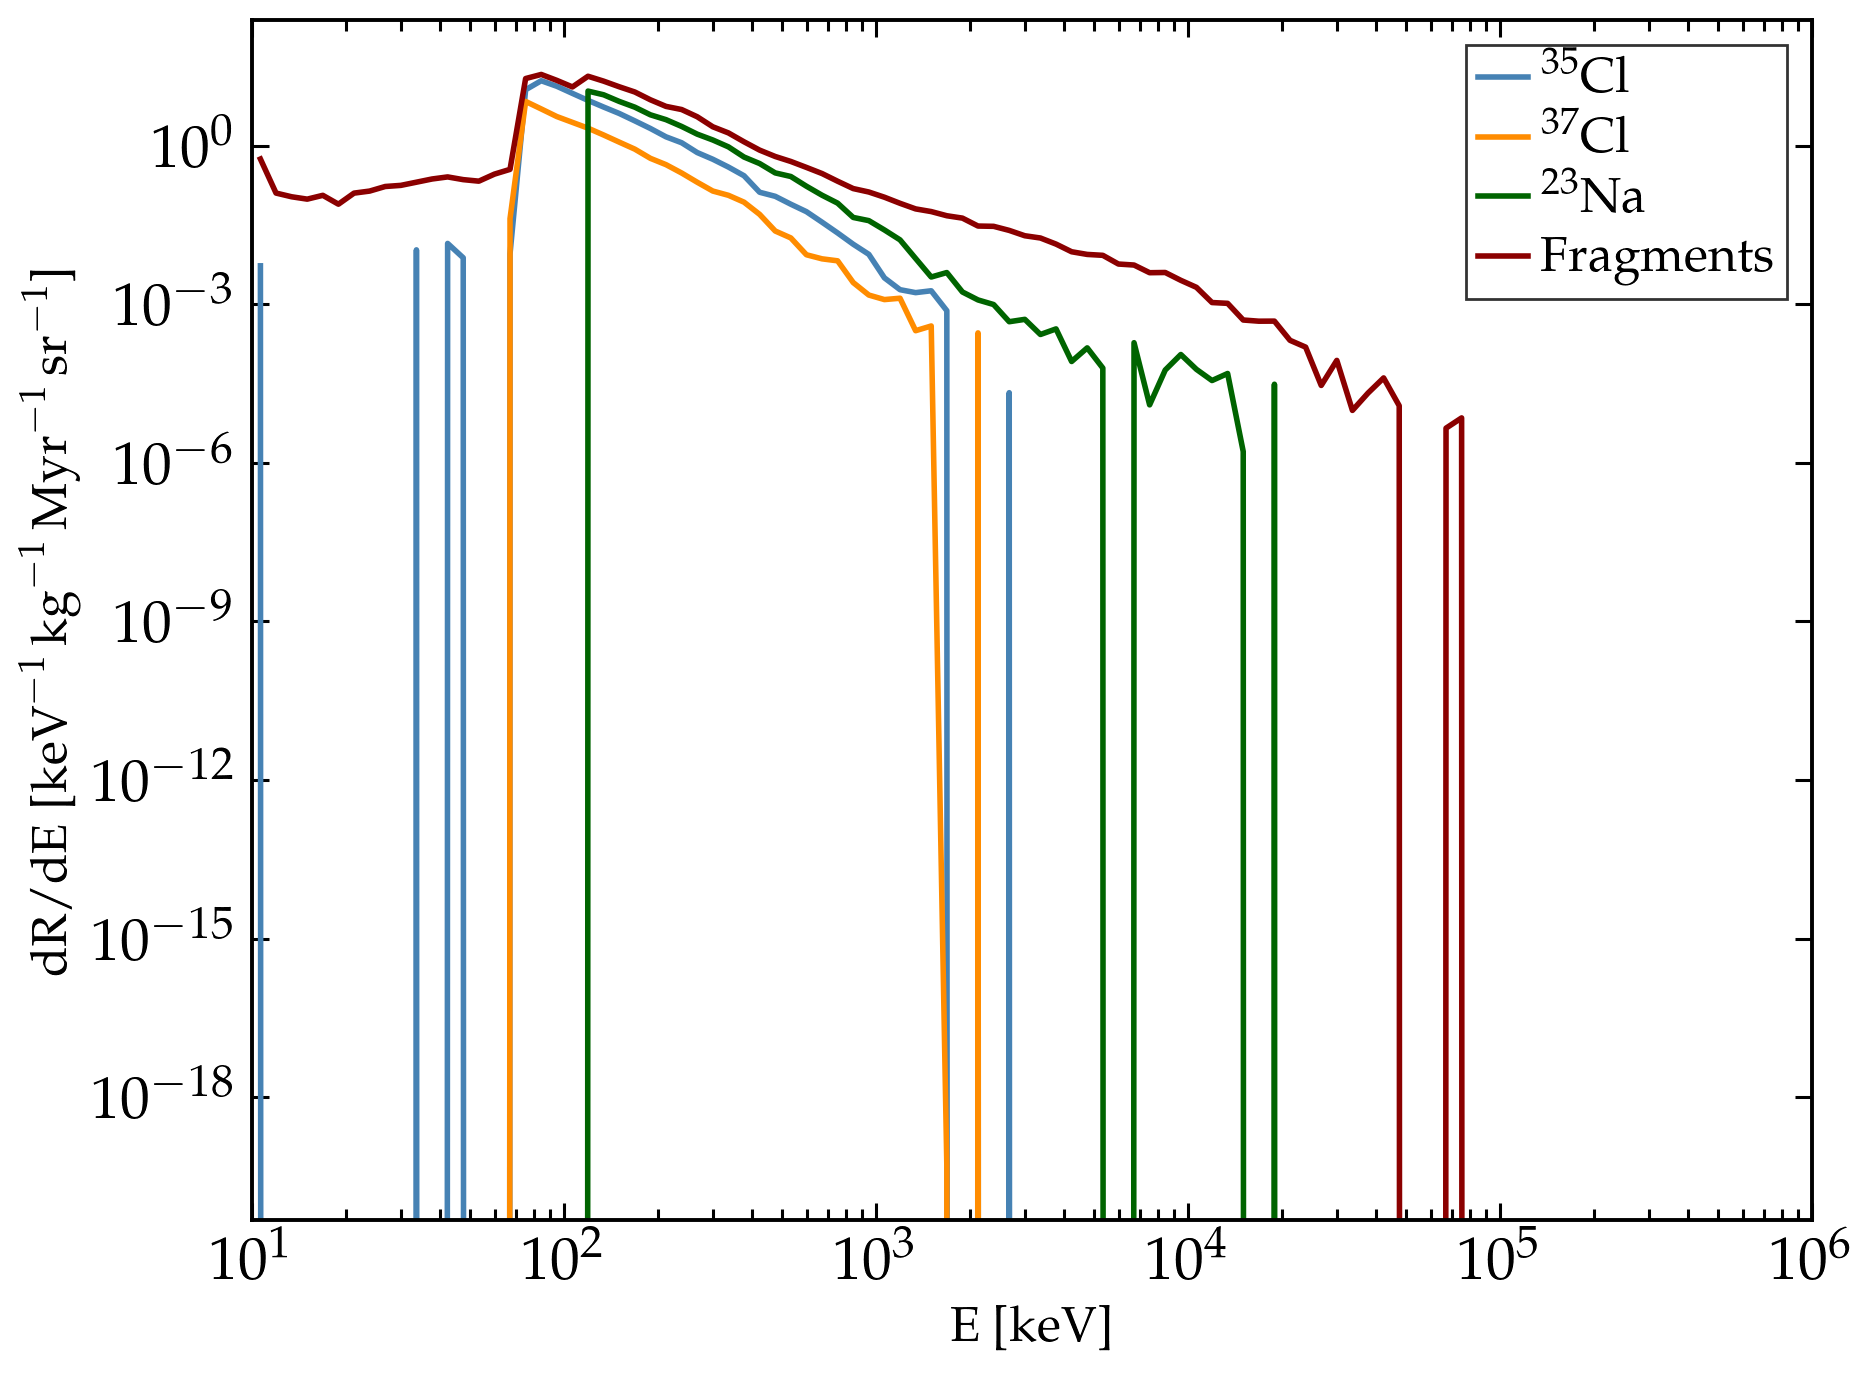 ³⁵Cl
³⁷Cl
²³Na
Fragments
10⁰
10⁻³
10⁻⁶
10⁻⁹
10⁻¹²
10⁻¹⁵
10⁻¹⁸
dR/dE [keV⁻¹ kg⁻¹ Myr⁻¹ sr⁻¹]
10¹ 10² 10³ 10⁴ 10⁵ 10⁶
E [keV]